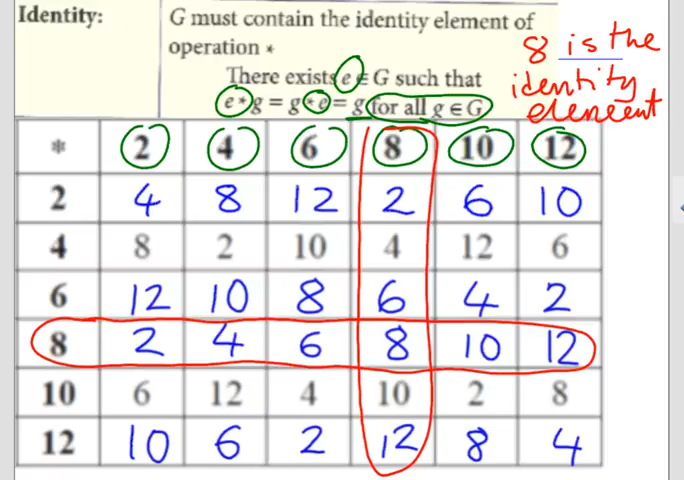 Identity:
G must contain the identity element of
operation *
There exists e ∈ G such that
e * g = g * e = g for all g ∈ G
8 is the
identity
element
* 2 4 6 8 10 12
2 4 8 12 2 6 10
4 8 2 10 4 12 6
6 12 10 8 6 4 2
8 2 4 6 8 10 12
10 6 12 4 10 2 8
12 10 6 2 12 8 4